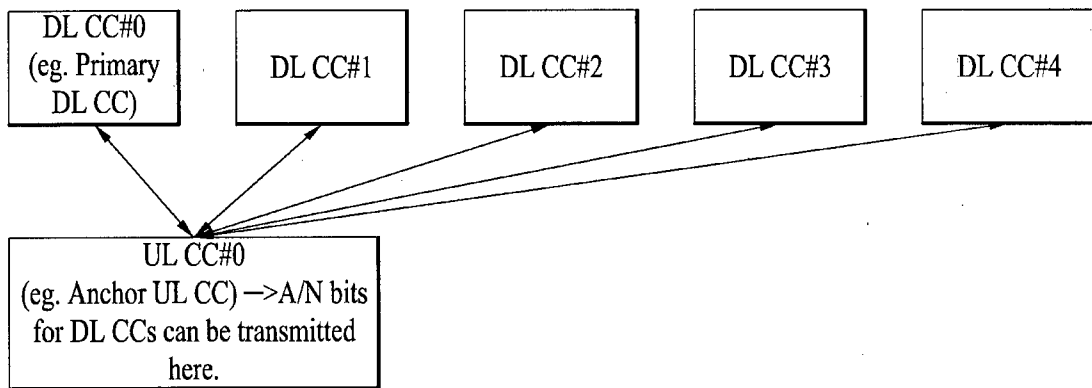 DL CC#0
(eg. Primary
DL CC)
DL CC#1
DL CC#2
DL CC#3
DL CC#4
UL CC#0
(eg. Anchor UL CC) —>A/N bits
for DL CCs can be transmitted
here.